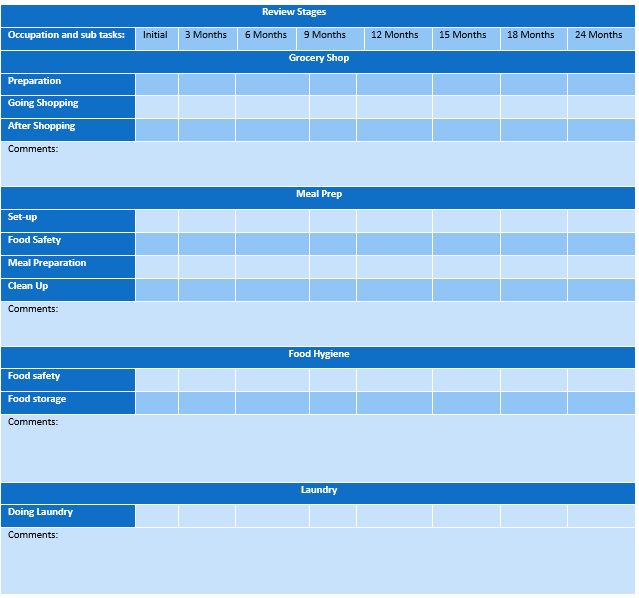 Review Stages
Occupation and sub tasks: Initial 3 Months 6 Months 9 Months 12 Months 15 Months 18 Months 24 Months
Grocery Shop
Preparation
Going Shopping
After Shopping
Comments:
Meal Prep
Set-up
Food Safety
Meal Preparation
Clean Up
Comments:
Food Hygiene
Food safety
Food storage
Comments:
Laundry
Doing Laundry
Comments: